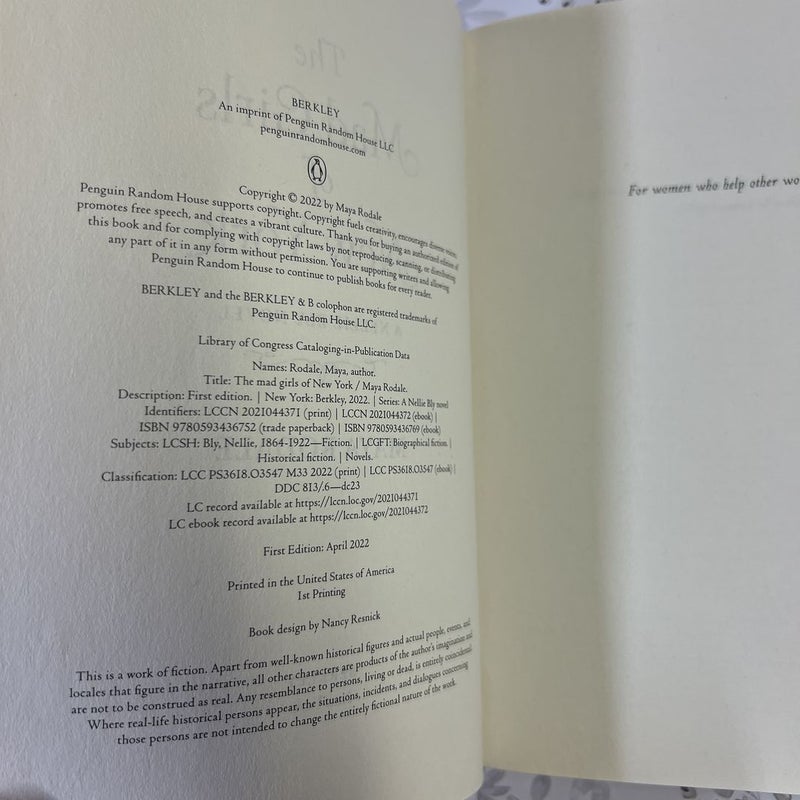 BERKLEY
An imprint of Penguin Random House LLC
penguinrandomhouse.com
Copyright © 2022 by Maya Rodale
Penguin Random House supports copyright. Copyright fuels creativity, encourages diverse voices,
promotes free speech, and creates a vibrant culture. Thank you for buying an authorized edition of
this book and for complying with copyright laws by not reproducing, scanning, or distributing
any part of it in any form without permission. You are supporting writers and allowing
Penguin Random House to continue to publish books for every reader.
BERKLEY and the BERKLEY & B colophon are registered trademarks of
Penguin Random House LLC.
Library of Congress Cataloging-in-Publication Data
Names: Rodale, Maya, author.
Title: The mad girls of New York / Maya Rodale.
Description: First edition. | New York: Berkley, 2022. | Series: A Nellie Bly novel
Identifiers: LCCN 2021044371 (print) | LCCN 2021044372 (ebook) |
ISBN 9780593436752 (trade paperback) | ISBN 9780593436769 (ebook)
Subjects: LCSH: Bly, Nellie, 1864-1922—Fiction. | LCGFT: Biographical fiction. |
Historical fiction. | Novels.
Classification: LCC PS3618.O3547 M33 2022 (print) | LCC PS3618.O3547 (ebook) |
DDC 813/.6—dc23
LC record available at https://lccn.loc.gov/2021044371
LC ebook record available at https://lccn.loc.gov/2021044372
First Edition: April 2022
Printed in the United States of America
1st Printing
Book design by Nancy Resnick
This is a work of fiction. Apart from well-known historical figures and actual people, events, and
locales that figure in the narrative, all other characters are products of the author's imagination and
are not to be construed as real. Any resemblance to persons, living or dead, is entirely coincidental.
Where real-life historical persons appear, the situations, incidents, and dialogues concerning
those persons are not intended to change the entirely fictional nature of the work.
For women who help other wo